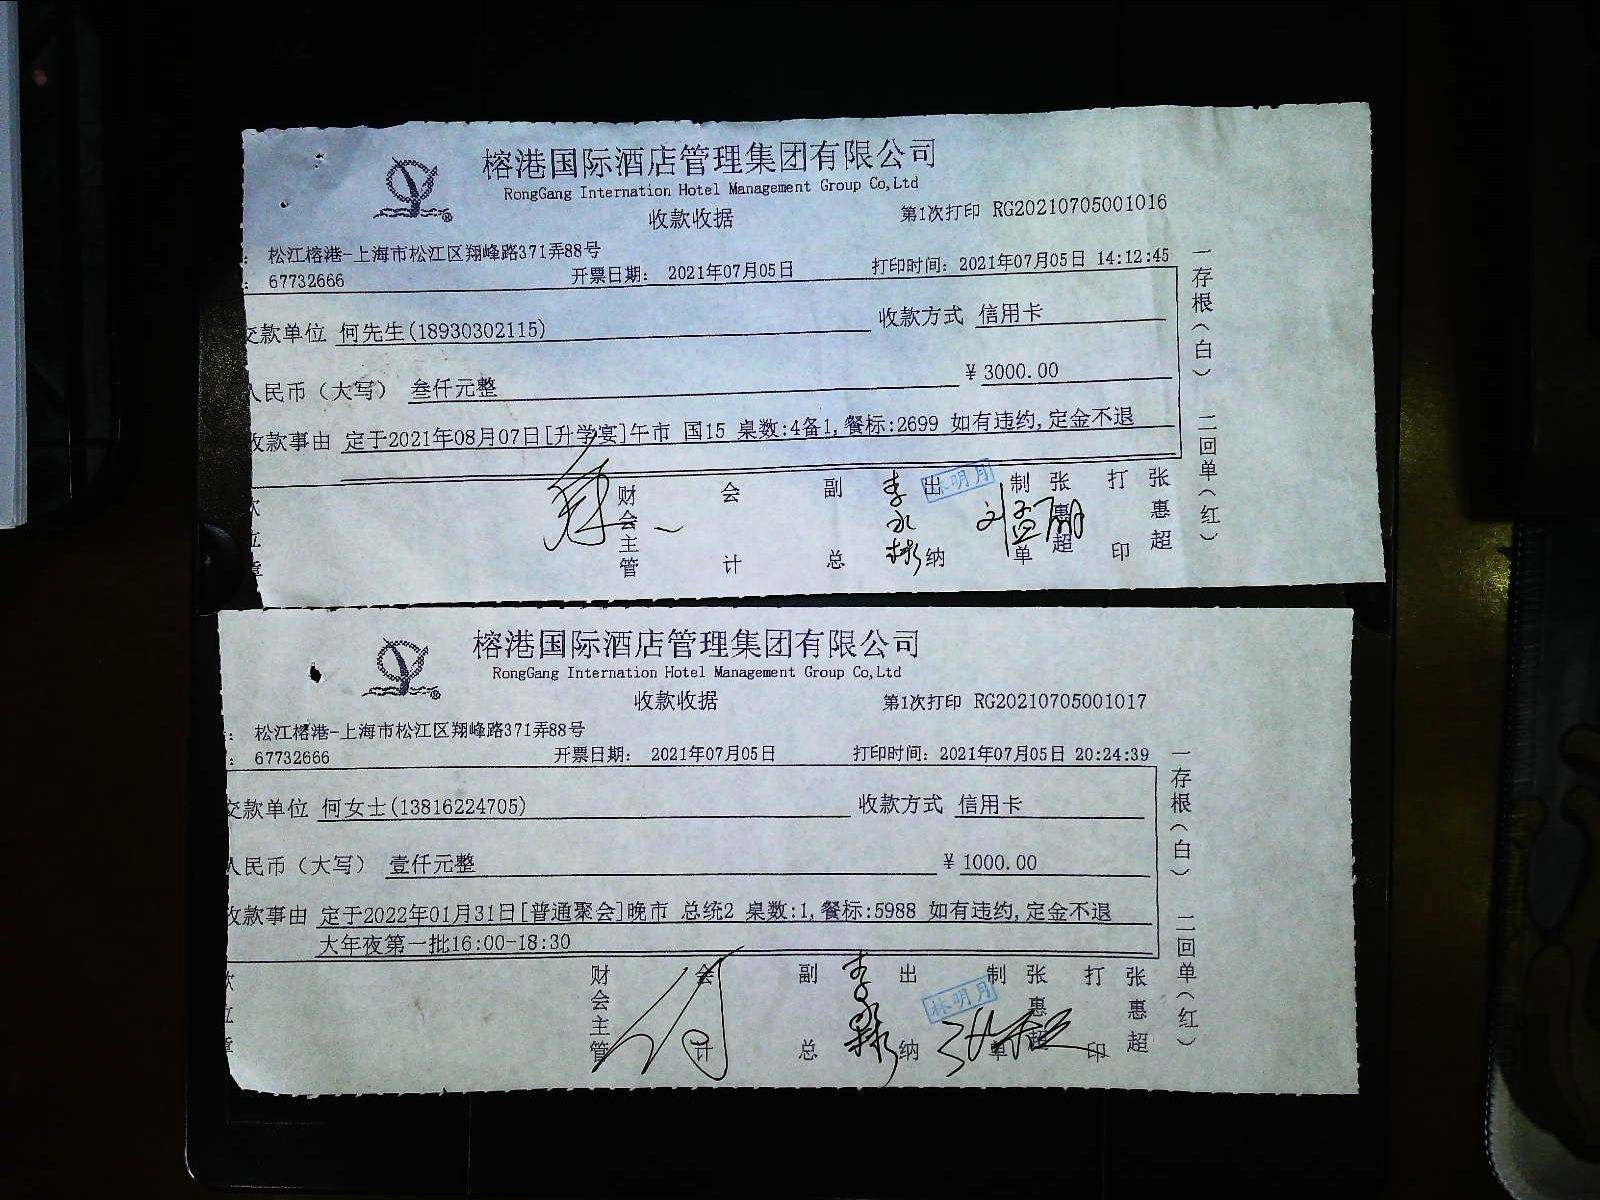 榕港国际酒店管理集团有限公司
RongGang Internation Hotel Management Group Co,Ltd
收款收据 第1次打印 RG20210705001016
：松江榕港-上海市松江区翔峰路371弄88号
：67732666 开票日期： 2021年07月05日 打印时间：2021年07月05日 14:12:45
交款单位 何先生(18930302115) 收款方式 信用卡
人民币（大写） 叁仟元整 ￥3000.00
收款事由 定于2021年08月07日[升学宴]午市 国15 桌数:4备1,餐标:2699 如有违约,定金不退
财会主管 会计 副总 李永彬 出纳 林明月 制单 张惠超 刘孟丽 打印 张惠超
一存根（白） 二回单（红）
榕港国际酒店管理集团有限公司
RongGang Internation Hotel Management Group Co,Ltd
收款收据 第1次打印 RG20210705001017
：松江榕港-上海市松江区翔峰路371弄88号
：67732666 开票日期： 2021年07月05日 打印时间：2021年07月05日 20:24:39
交款单位 何女士(13816224705) 收款方式 信用卡
人民币（大写） 壹仟元整 ￥1000.00
收款事由 定于2022年01月31日[普通聚会]晚市 总统2 桌数:1,餐标:5988 如有违约,定金不退
大年夜第一批16:00-18:30
财会主管 会计 副总 出纳 林明月 制单 张惠超 打印 张惠超
一存根（白） 二回单（红）